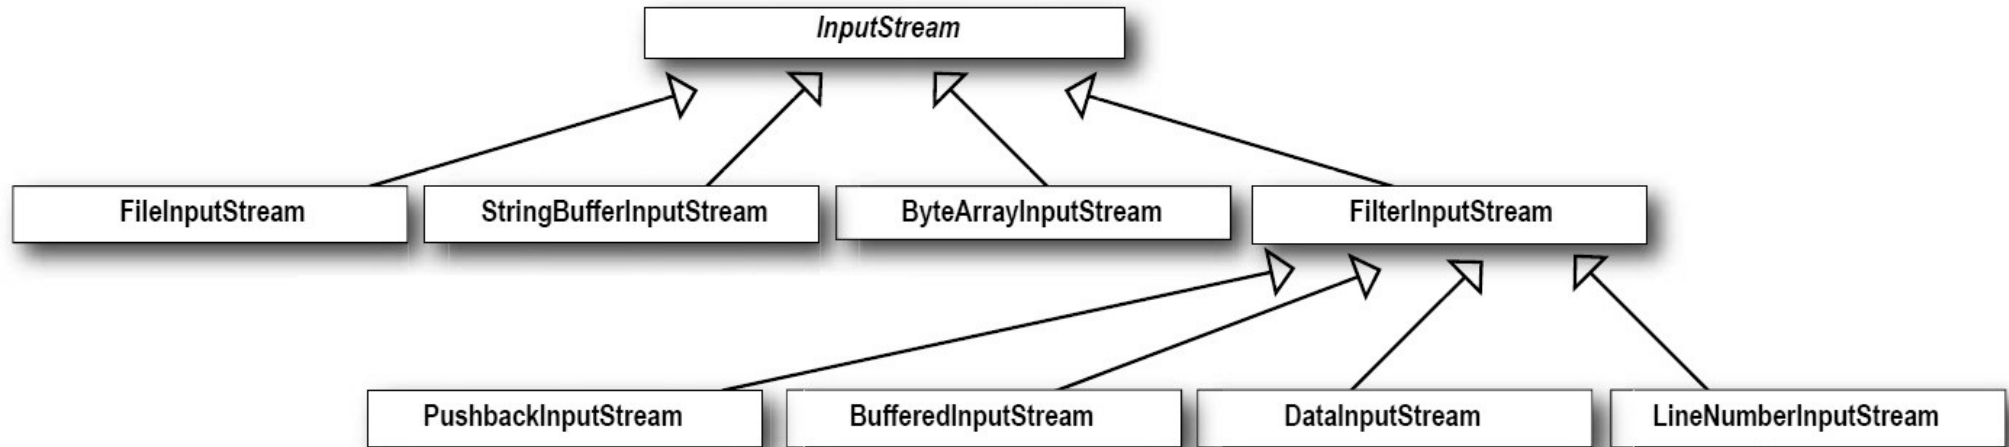 InputStream
FileInputStream
StringBufferInputStream
ByteArrayInputStream
FilterInputStream
PushbackInputStream
BufferedInputStream
DataInputStream
LineNumberInputStream